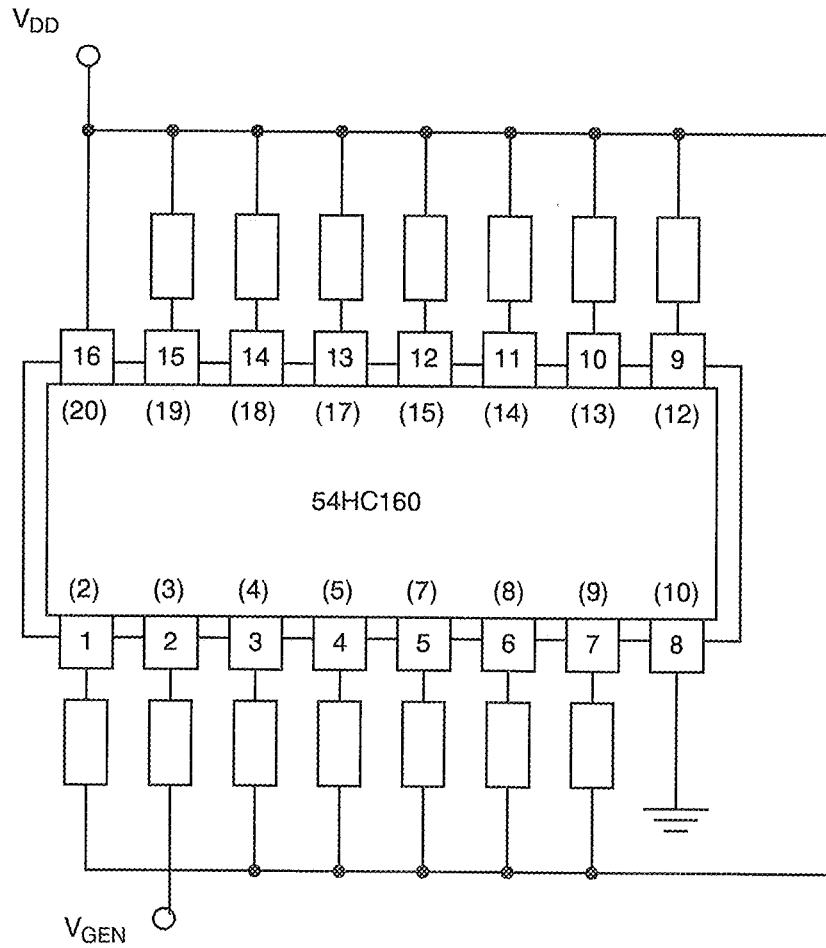 VDD
16 15 14 13 12 11 10 9
(20) (19) (18) (17) (15) (14) (13) (12)
54HC160
(2) (3) (4) (5) (7) (8) (9) (10)
1 2 3 4 5 6 7 8
VGEN